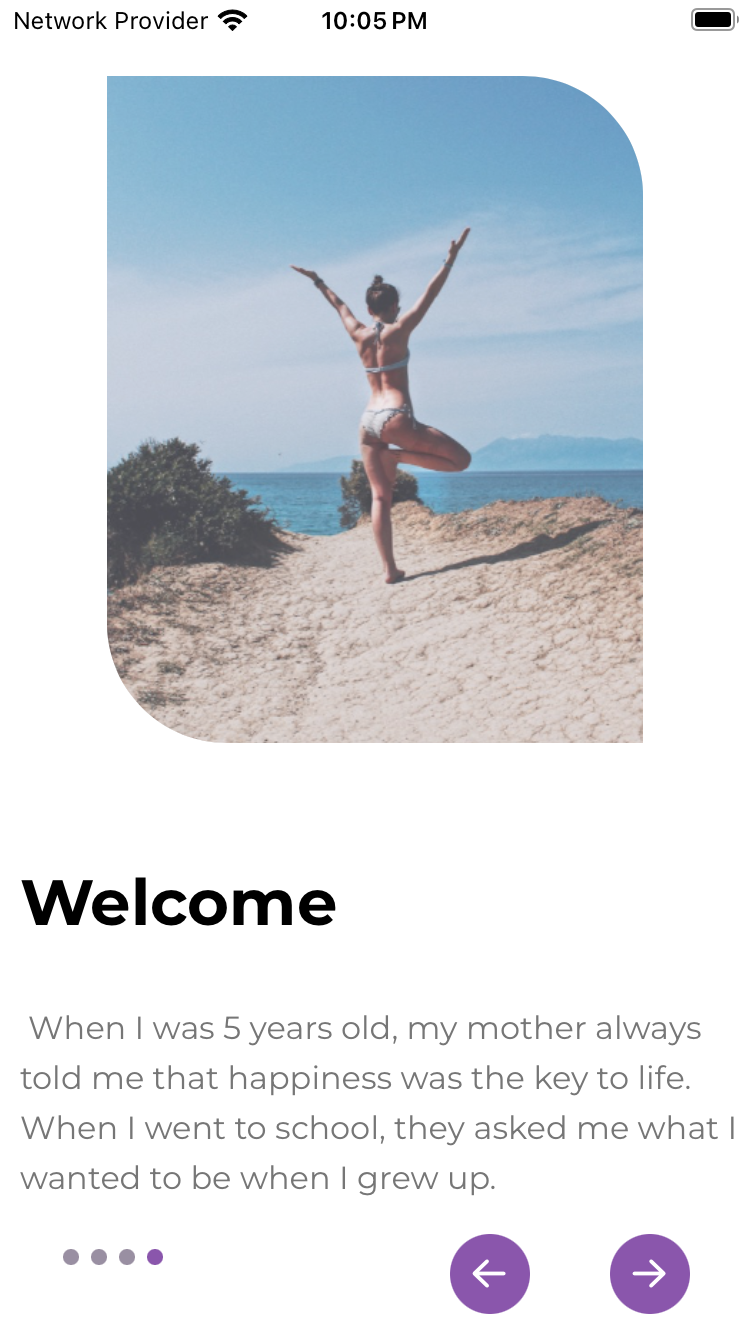 Network Provider 10:05 PM
Welcome
When I was 5 years old, my mother always
told me that happiness was the key to life.
When I went to school, they asked me what I
wanted to be when I grew up.